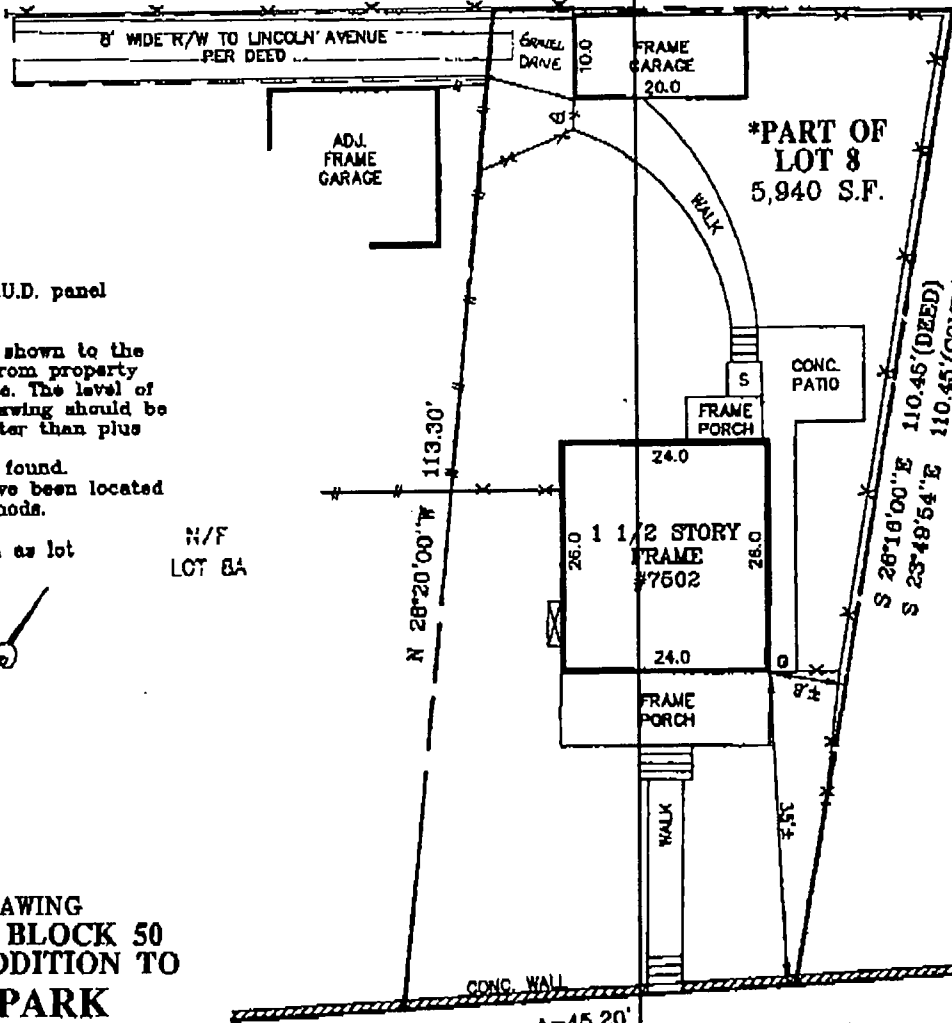 8' WIDE R/W TO LINCOLN AVENUE
PER DEED
GRAVEL
DRIVE
10.0
FRAME
GARAGE
20.0
ADJ.
FRAME
GARAGE
*PART OF
LOT 8
5,940 S.F.
WALK
U.D. panel
shown to the
rom property
The level of
awing should be
ter than plus
found.
ve been located
hods.
as lot
N/F
LOT 8A
N 28°20'00"W 113.30'
S
CONC.
PATIO
FRAME
PORCH
24.0
26.0
1 1/2 STORY
FRAME
#7502
26.0
24.0
G
8'±
FRAME
PORCH
S 26°16'00"E 110.45'(DEED)
S 23°49'54"E 110.45'
WALK
35'±
CONC. WALL
A=45.20'
AWING
BLOCK 50
DDITION TO
PARK